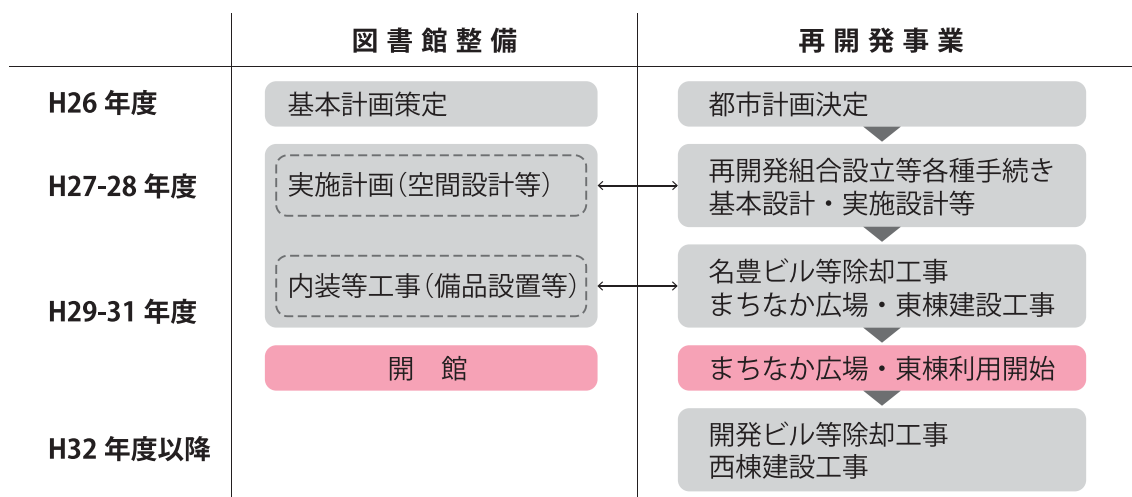 図書館整備
再開発事業
H26 年度
基本計画策定
都市計画決定
H27-28 年度
実施計画(空間設計等)
再開発組合設立等各種手続き
基本設計・実施設計等
H29-31 年度
内装等工事(備品設置等)
名豊ビル等除却工事
まちなか広場・東棟建設工事
開 館
まちなか広場・東棟利用開始
H32 年度以降
開発ビル等除却工事
西棟建設工事